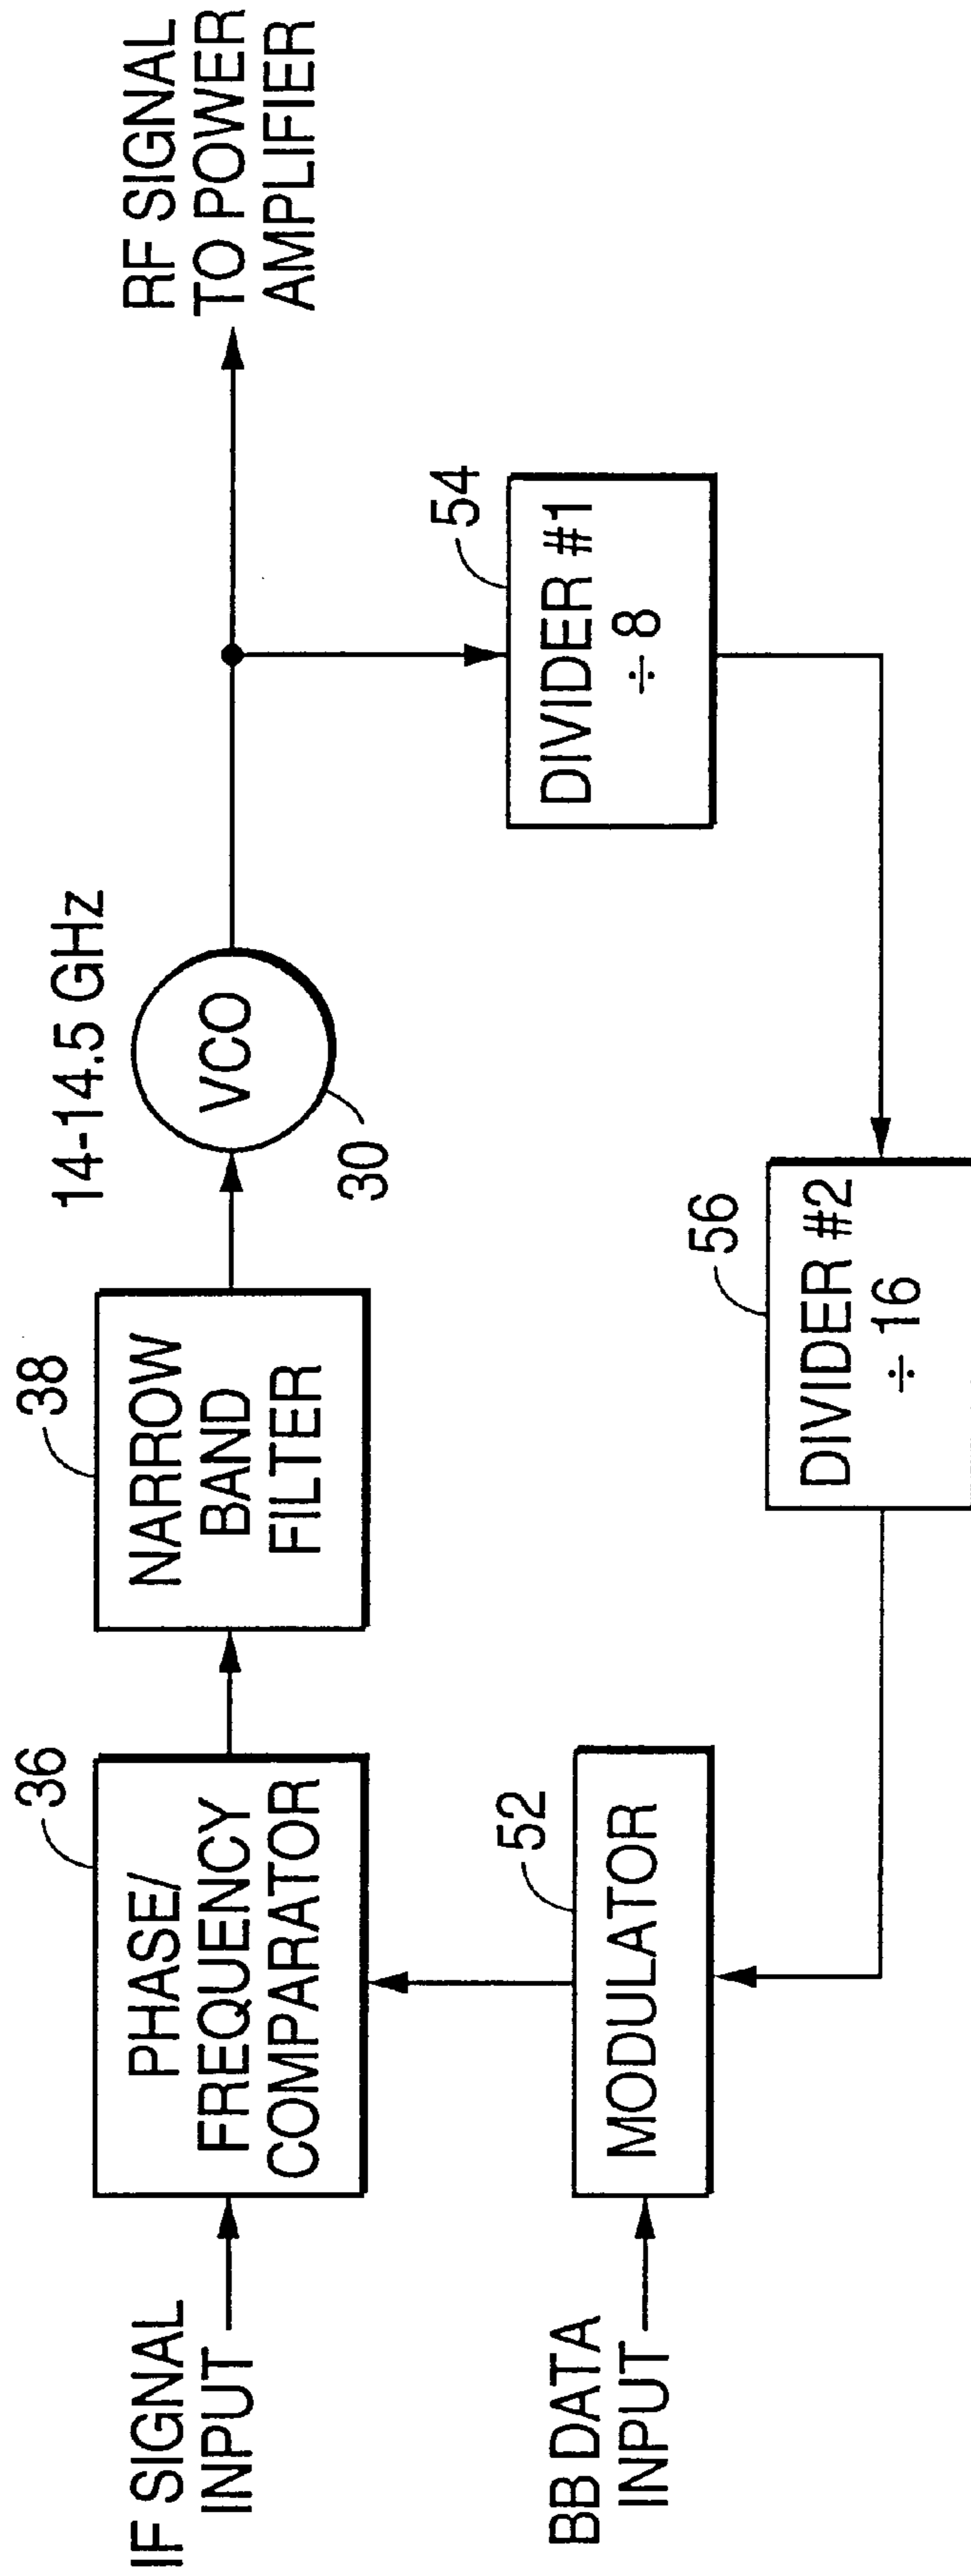 IF SIGNAL
INPUT
36
PHASE/
FREQUENCY
COMPARATOR
38
NARROW
BAND
FILTER
14-14.5 GHz
VCO
30
RF SIGNAL
TO POWER
AMPLIFIER
54
DIVIDER #1
÷ 8
56
DIVIDER #2
÷ 16
52
MODULATOR
BB DATA
INPUT